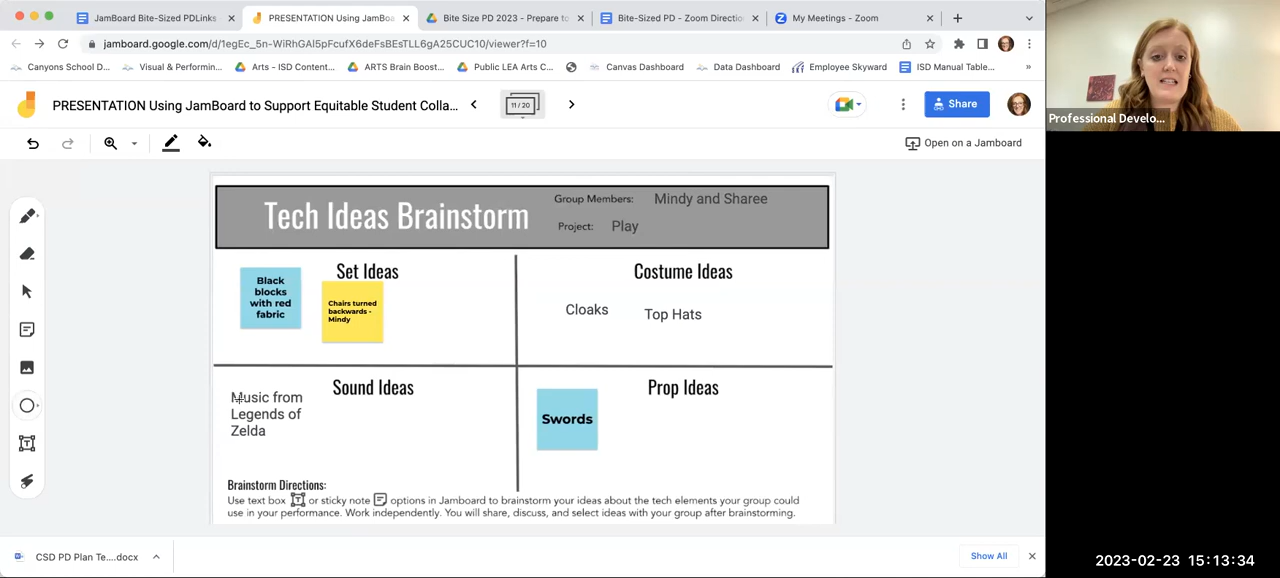 JamBoard Bite-Sized PDLinks
PRESENTATION Using JamBoa
Bite Size PD 2023 - Prepare to
Bite-Sized PD - Zoom Directio
My Meetings - Zoom
jamboard.google.com/d/1egEc_5n-WiRhGAl5pFcufX6deFsBEsTLL6gA25CUC10/viewer?f=10
Canyons School D...
Visual & Performin...
Arts - ISD Content...
ARTS Brain Boost...
Public LEA Arts C...
Canvas Dashboard
Data Dashboard
Employee Skyward
ISD Manual Table...
»
Professional Develo...
PRESENTATION Using JamBoard to Support Equitable Student Colla...
11 / 20
Share
Open on a Jamboard
Tech Ideas Brainstorm
Group Members: Mindy and Sharee
Project: Play
Set Ideas
Black
blocks
with red
fabric
Chairs turned
backwards -
Mindy
Costume Ideas
Cloaks
Top Hats
Sound Ideas
Music from
Legends of
Zelda
Prop Ideas
Swords
Brainstorm Directions:
Use text box or sticky note options in Jamboard to brainstorm your ideas about the tech elements your group could
use in your performance. Work independently. You will share, discuss, and select ideas with your group after brainstorming.
CSD PD Plan Te....docx
Show All
2023-02-23 15:13:34